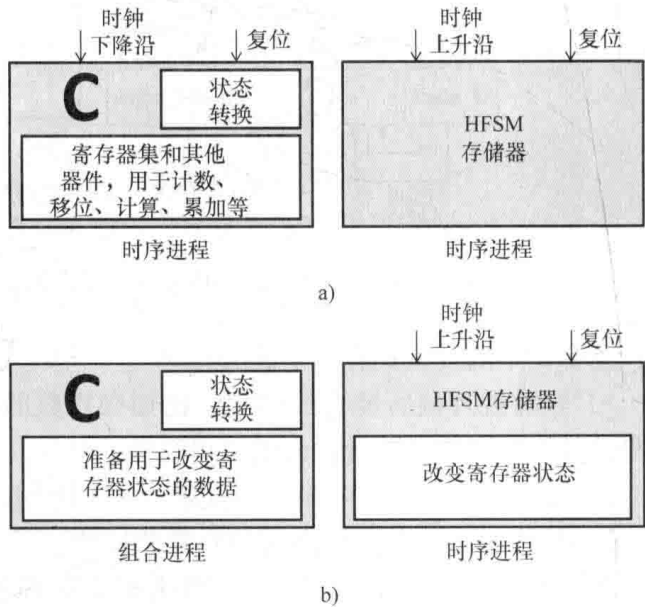 时钟
下降沿
复位
C
状态
转换
寄存器集和其他
器件，用于计数、
移位、计算、累加等
时序进程
时钟
上升沿
复位
HFSM
存储器
时序进程
a)
C
状态
转换
准备用于改变寄
存器状态的数据
组合进程
时钟
上升沿
复位
HFSM存储器
改变寄存器状态
时序进程
b)